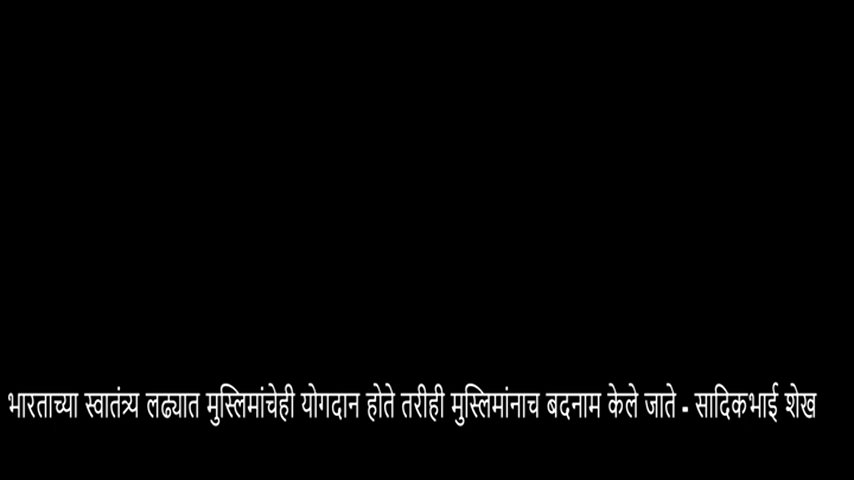 भारताच्या स्वातंत्र्य लढ्यात मुस्लिमांचेही योगदान होते तरीही मुस्लिमांनाच बदनाम केले जाते - सादिकभाई शेख